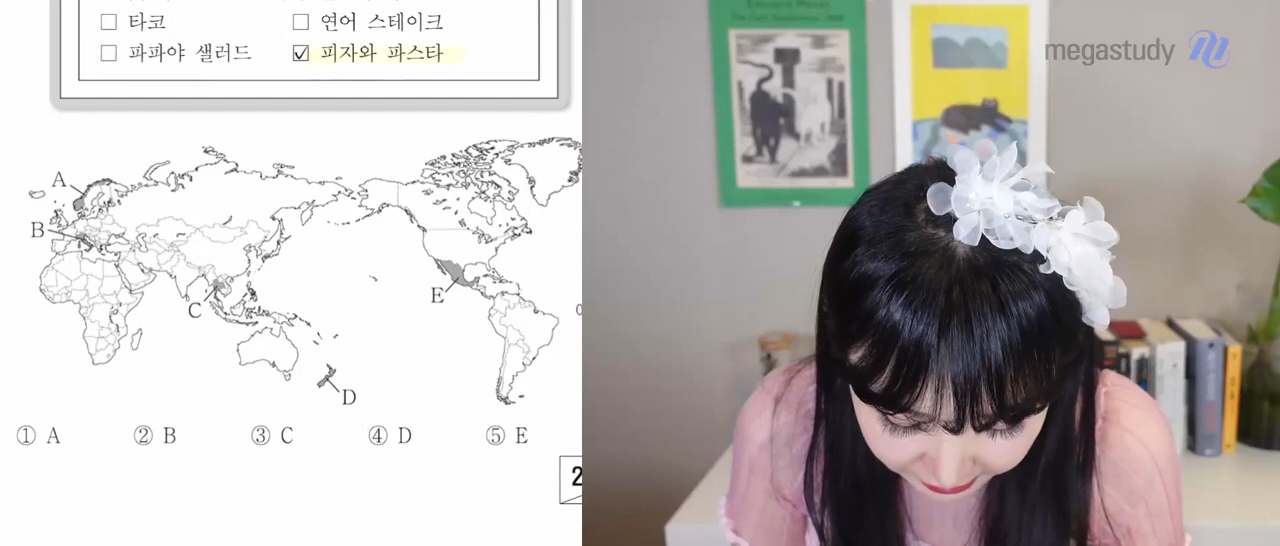 □ 타코 □ 연어 스테이크
□ 파파야 샐러드 ☑ 피자와 파스타
A
B
C
D
E
① A ② B ③ C ④ D ⑤ E
2
megastudy